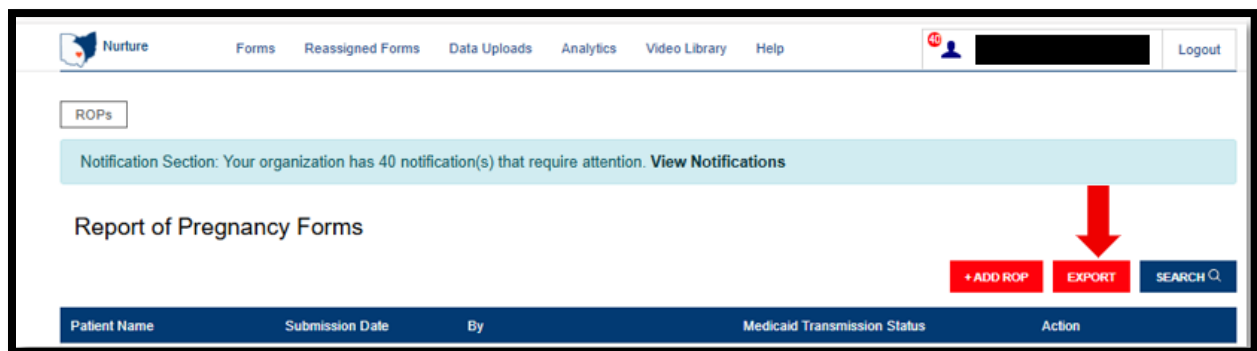 Nurture Forms Reassigned Forms Data Uploads Analytics Video Library Help 40 Logout
ROPs
Notification Section: Your organization has 40 notification(s) that require attention. View Notifications
Report of Pregnancy Forms
+ADD ROP EXPORT SEARCH
Patient Name Submission Date By Medicaid Transmission Status Action